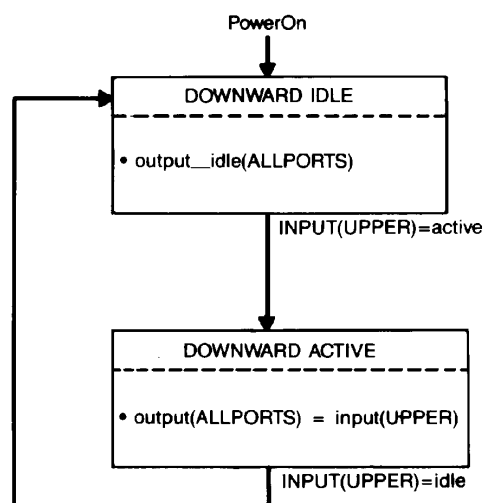 PowerOn
DOWNWARD IDLE
• output__idle(ALLPORTS)
INPUT(UPPER)=active
DOWNWARD ACTIVE
• output(ALLPORTS) = input(UPPER)
INPUT(UPPER)=idle